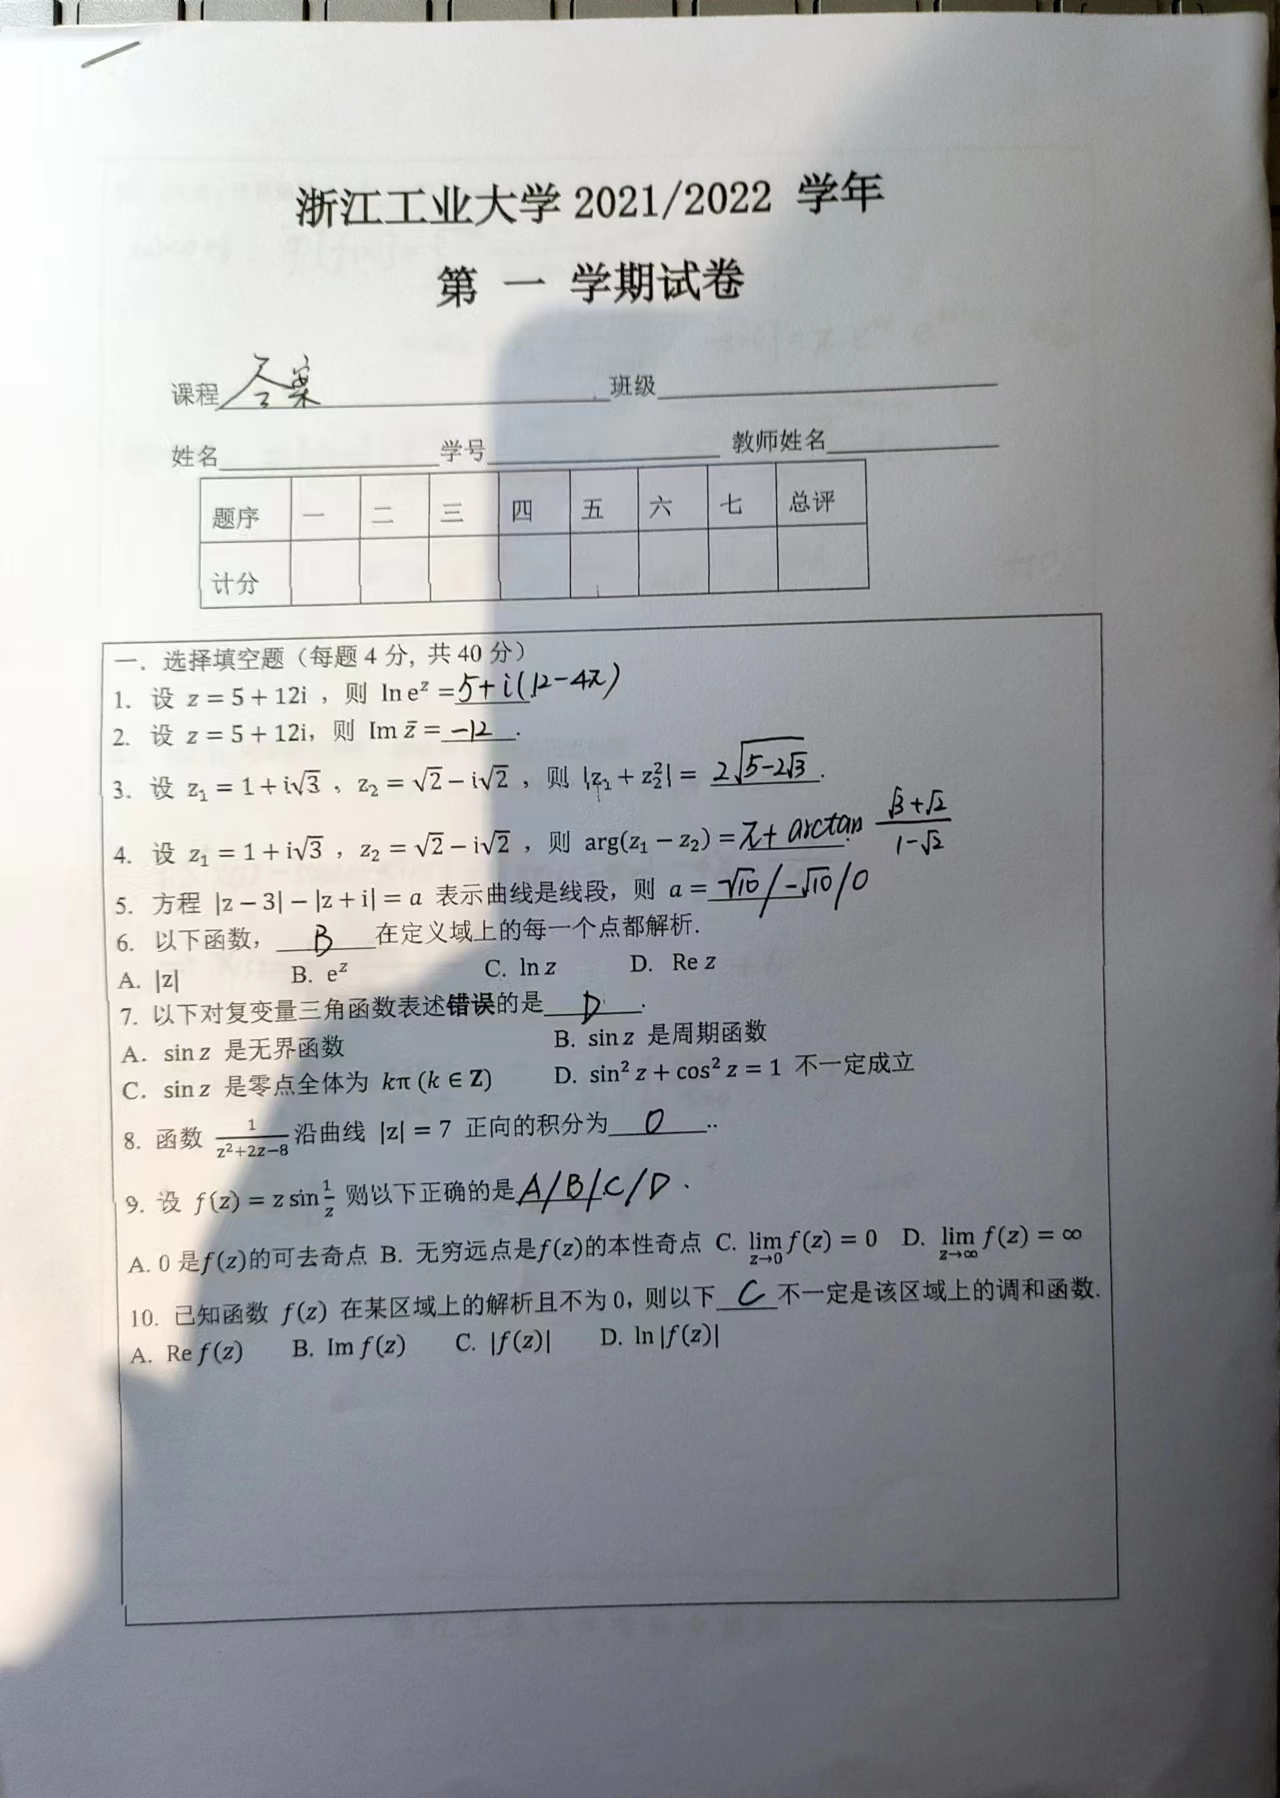 浙江工业大学 2021/2022 学年
第 一 学期试卷
课程 答案 班级
姓名 学号 教师姓名
题序 一 二 三 四 五 六 七 总评
计分
一. 选择填空题（每题 4 分, 共 40 分）
1. 设 z = 5 + 12i ，则 ln e^z = 5+i(12-4π)
2. 设 z = 5 + 12i，则 Im z̄ = -12 .
3. 设 z₁ = 1 + i√3 ，z₂ = √2 − i√2 ，则 |z₁ + z₂²| = 2√(5-2√3) .
4. 设 z₁ = 1 + i√3 ，z₂ = √2 − i√2 ，则 arg(z₁ − z₂) = π + arctan (√3+√2)/(1-√2)
5. 方程 |z − 3| − |z + i| = a 表示曲线是线段，则 a = √10/-√10/0
6. 以下函数， B 在定义域上的每一个点都解析.
A. |z| B. e^z C. ln z D. Re z
7. 以下对复变量三角函数表述错误的是 D .
A. sin z 是无界函数 B. sin z 是周期函数
C. sin z 是零点全体为 kπ (k ∈ Z) D. sin² z + cos² z = 1 不一定成立
8. 函数 1/(z²+2z−8) 沿曲线 |z| = 7 正向的积分为 0 ..
9. 设 f(z) = z sin 1/z 则以下正确的是 A/B/C/D .
A. 0 是f(z)的可去奇点 B. 无穷远点是f(z)的本性奇点 C. lim z→0 f(z) = 0 D. lim z→∞ f(z) = ∞
10. 已知函数 f(z) 在某区域上的解析且不为 0, 则以下 C 不一定是该区域上的调和函数.
A. Re f(z) B. Im f(z) C. |f(z)| D. ln |f(z)|